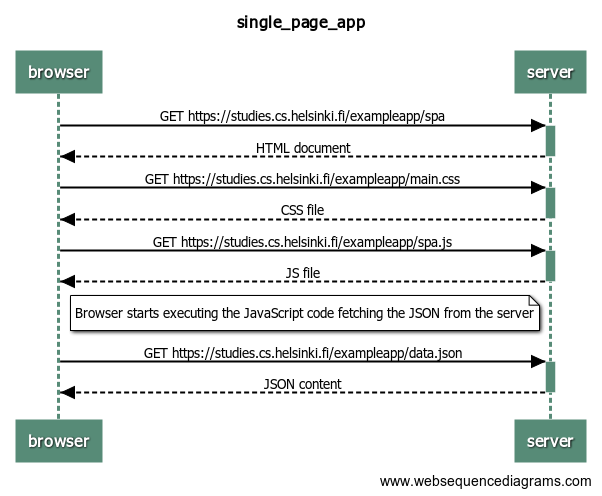 single_page_app
browser
server
GET https://studies.cs.helsinki.fi/exampleapp/spa
HTML document
GET https://studies.cs.helsinki.fi/exampleapp/main.css
CSS file
GET https://studies.cs.helsinki.fi/exampleapp/spa.js
JS file
Browser starts executing the JavaScript code fetching the JSON from the server
GET https://studies.cs.helsinki.fi/exampleapp/data.json
JSON content
browser
server
www.websequencediagrams.com